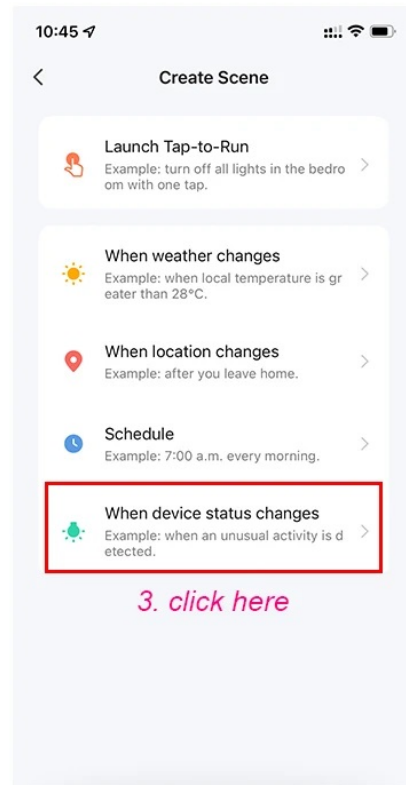 10:45
Create Scene
Launch Tap-to-Run
Example: turn off all lights in the bedro
om with one tap.
When weather changes
Example: when local temperature is gr
eater than 28°C.
When location changes
Example: after you leave home.
Schedule
Example: 7:00 a.m. every morning.
When device status changes
Example: when an unusual activity is d
etected.
3. click here